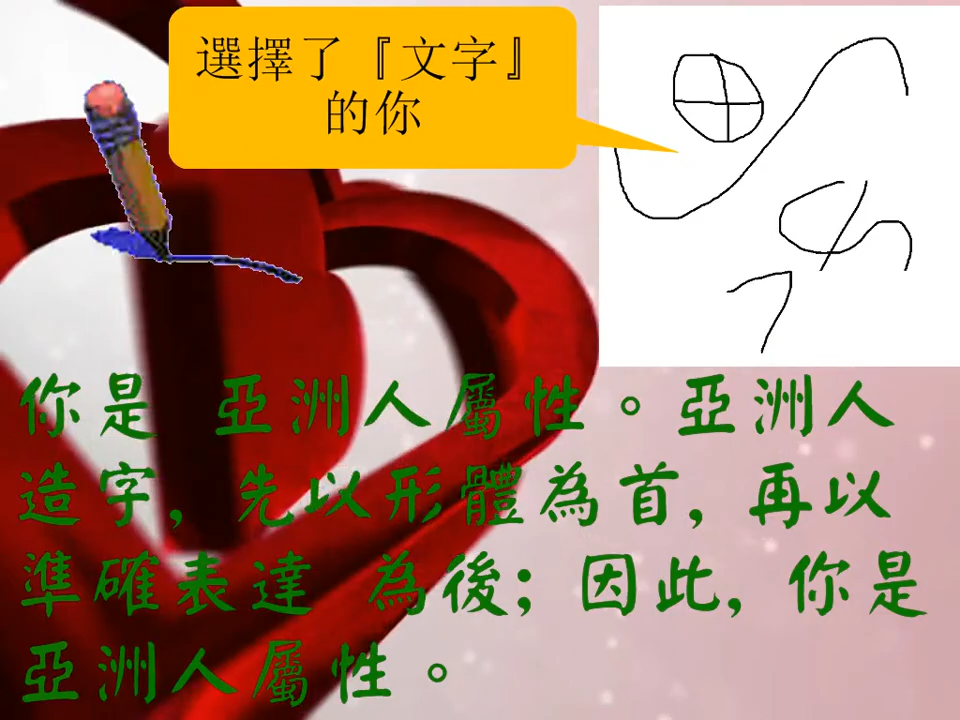 選擇了『文字』
的你
你是 亞洲人屬性。亞洲人
造字, 先以形體為首, 再以
準確表達 為後; 因此, 你是
亞洲人屬性。